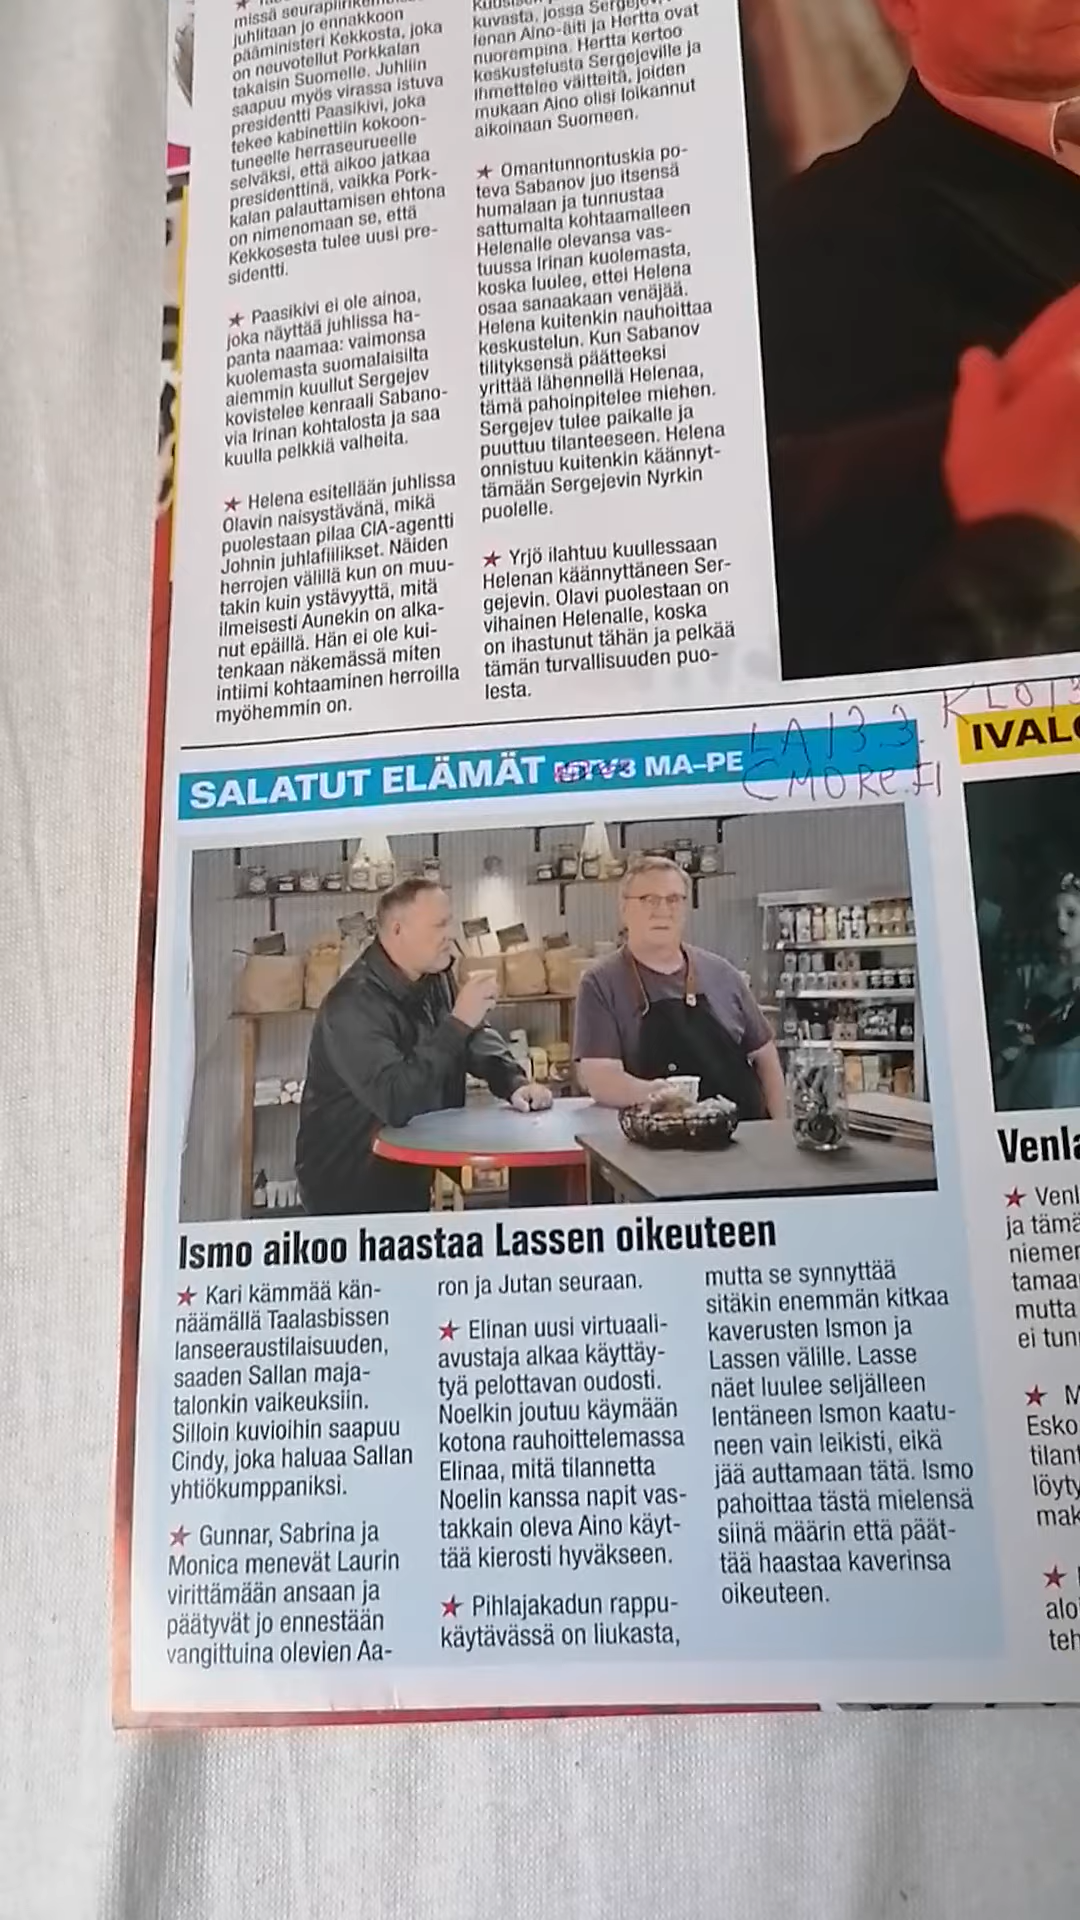 missä
juhlitaan jo ennakkoon
pääministeri Kekkosta, joka
on neuvotellut Porkkalan
takaisin Suomelle. Juhliin
saapuu myös virassa istuva
presidentti Paasikivi, joka
tekee kabinettiin kokoon-
tuneelle herraseurueelle
selväksi, että aikoo jatkaa
presidenttinä, vaikka Pork-
kalan palauttamisen ehtona
on nimenomaan se, että
Kekkosesta tulee uusi pre-
sidentti.
★ Paasikivi ei ole ainoa,
joka näyttää juhlissa ha-
panta naamaa: vaimonsa
kuolemasta suomalaisilta
aiemmin kuullut Sergejev
kovistelee kenraali Sabano-
via Irinan kohtalosta ja saa
kuulla pelkkiä valheita.
★ Helena esitellään juhlissa
Olavin naisystävänä, mikä
puolestaan pilaa CIA-agentti
Johnin juhlafiilikset. Näiden
herrojen välillä kun on muu-
takin kuin ystävyyttä, mitä
ilmeisesti Aunekin on alka-
nut epäillä. Hän ei ole kui-
tenkaan näkemässä miten
intiimi kohtaaminen herroilla
myöhemmin on.
kuvasta, jossa
lenan Aino-äiti ja Hertta ovat
nuorempina. Hertta kertoo
keskustelusta Sergejeville ja
ihmettelee väitteitä, joiden
mukaan Aino olisi loikannut
aikoinaan Suomeen.
★ Omantunnontuskia po-
teva Sabanov juo itsensä
humalaan ja tunnustaa
sattumalta kohtaamalleen
Helenalle olevansa vas-
tuussa Irinan kuolemasta,
koska luulee, ettei Helena
osaa sanaakaan venäjää.
Helena kuitenkin nauhoittaa
keskustelun. Kun Sabanov
tilityksensä päätteeksi
yrittää lähennellä Helenaa,
tämä pahoinpitelee miehen.
Sergejev tulee paikalle ja
puuttuu tilanteeseen. Helena
onnistuu kuitenkin käännyt-
tämään Sergejevin Nyrkin
puolelle.
★ Yrjö ilahtuu kuullessaan
Helenan käännyttäneen Ser-
gejevin. Olavi puolestaan on
vihainen Helenalle, koska
on ihastunut tähän ja pelkää
tämän turvallisuuden puo-
lesta.
SALATUT ELÄMÄT MTV3 MA–PE
LA 13 3. KLO 13
CMORE.FI
Ismo aikoo haastaa Lassen oikeuteen
★ Kari kämmää kän-
näämällä Taalasbissen
lanseeraustilaisuuden,
saaden Sallan maja-
talonkin vaikeuksiin.
Silloin kuvioihin saapuu
Cindy, joka haluaa Sallan
yhtiökumppaniksi.
★ Gunnar, Sabrina ja
Monica menevät Laurin
virittämään ansaan ja
päätyvät jo ennestään
vangittuina olevien Aa-
ron ja Jutan seuraan.
★ Elinan uusi virtuaali-
avustaja alkaa käyttäy-
tyä pelottavan oudosti.
Noelkin joutuu käymään
kotona rauhoittelemassa
Elinaa, mitä tilannetta
Noelin kanssa napit vas-
takkain oleva Aino käyt-
tää kierosti hyväkseen.
★ Pihlajakadun rappu-
käytävässä on liukasta,
mutta se synnyttää
sitäkin enemmän kitkaa
kaverusten Ismon ja
Lassen välille. Lasse
näet luulee seljälleen
lentäneen Ismon kaatu-
neen vain leikisti, eikä
jää auttamaan tätä. Ismo
pahoittaa tästä mielensä
siinä määrin että päät-
tää haastaa kaverinsa
oikeuteen.
IVALO
Venla
★ Venl
ja tämä
niemer
tamaa
mutta
ei tun
★ M
Esko
tilant
löyty
mak
★
alo
teh